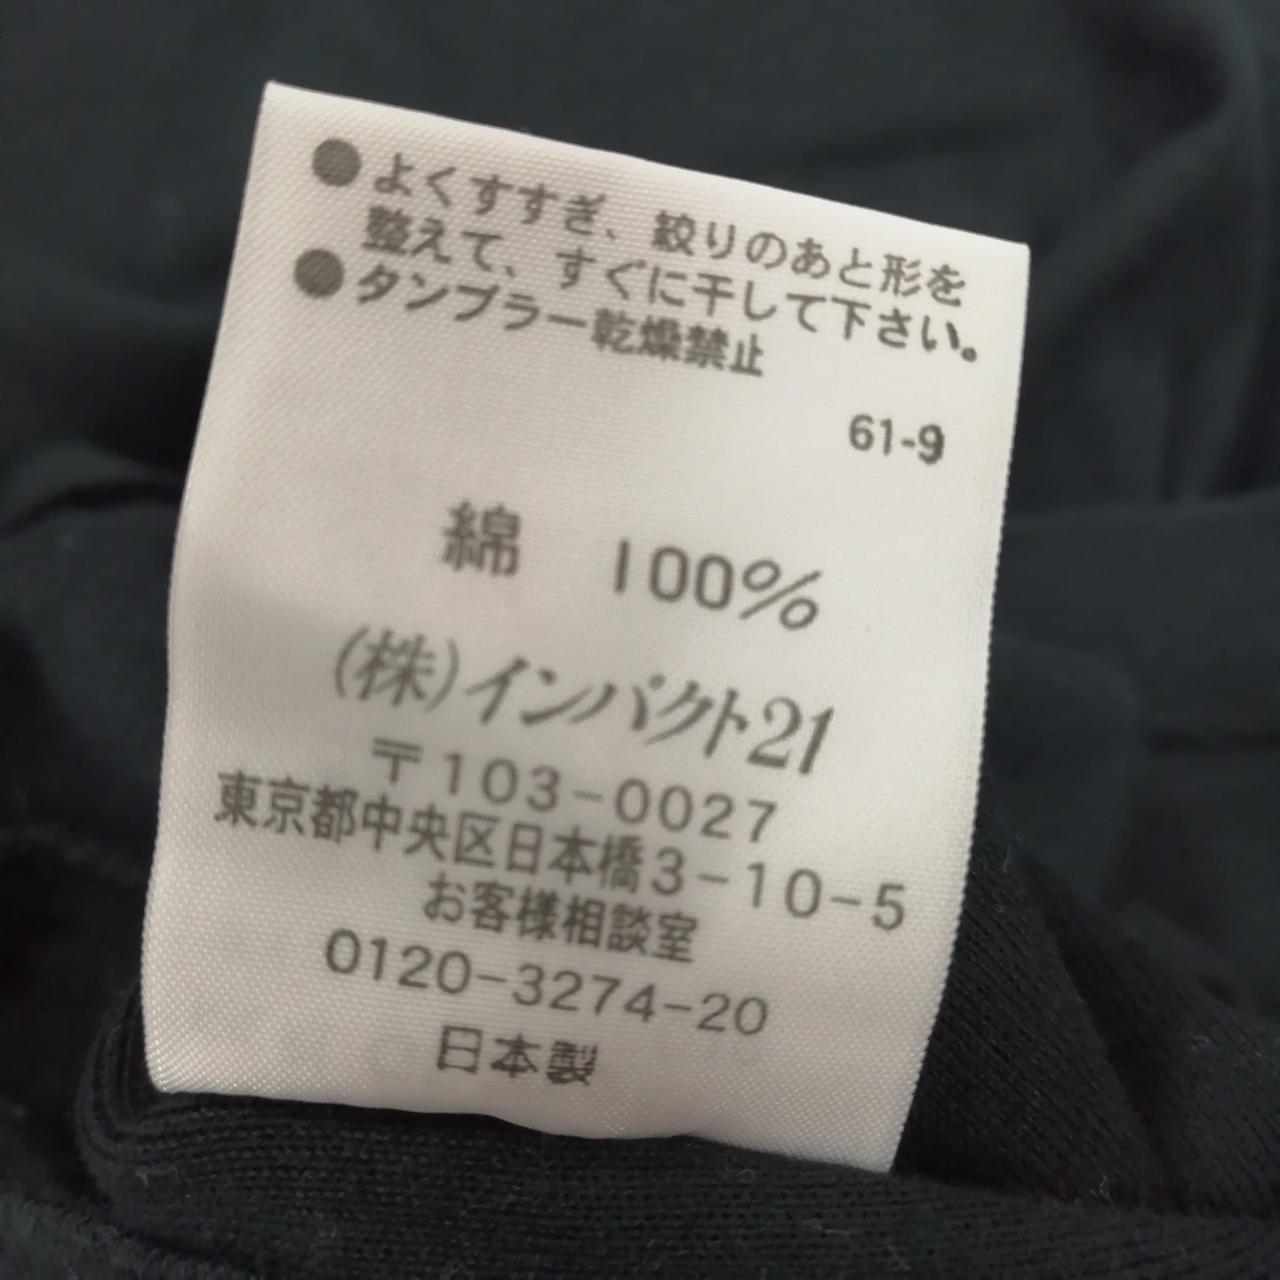 ●よくすすぎ、絞りのあと形を
整えて、すぐに干して下さい。
●タンブラー乾燥禁止
61-9
綿 100%
(株)インパクト21
〒103-0027
東京都中央区日本橋3-10-5
お客様相談室
0120-3274-20
日本製